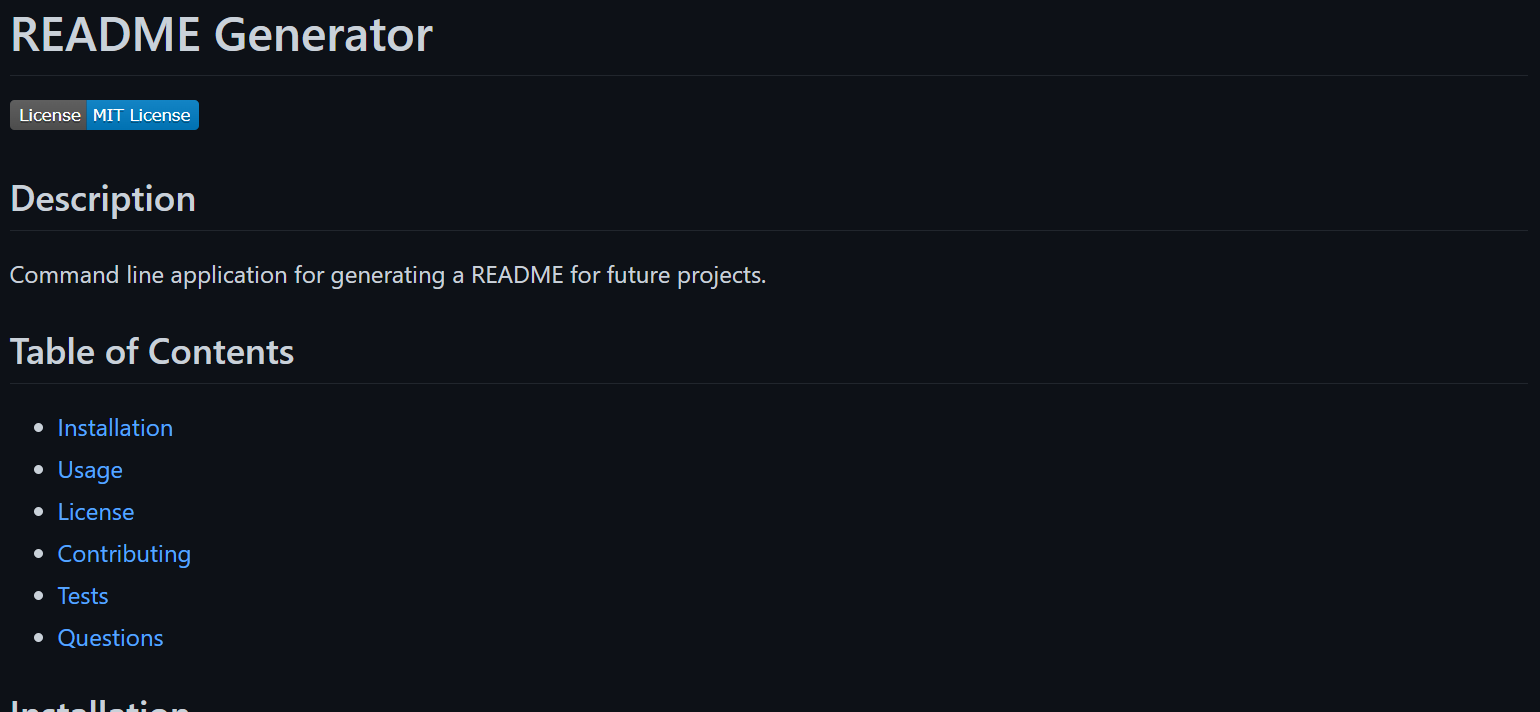 README Generator
License MIT License
Description
Command line application for generating a README for future projects.
Table of Contents
Installation
Usage
License
Contributing
Tests
Questions
Installation